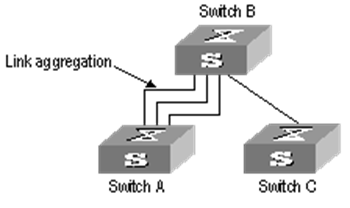 Switch B
Link aggregation
S
S
S
Switch A
Switch C